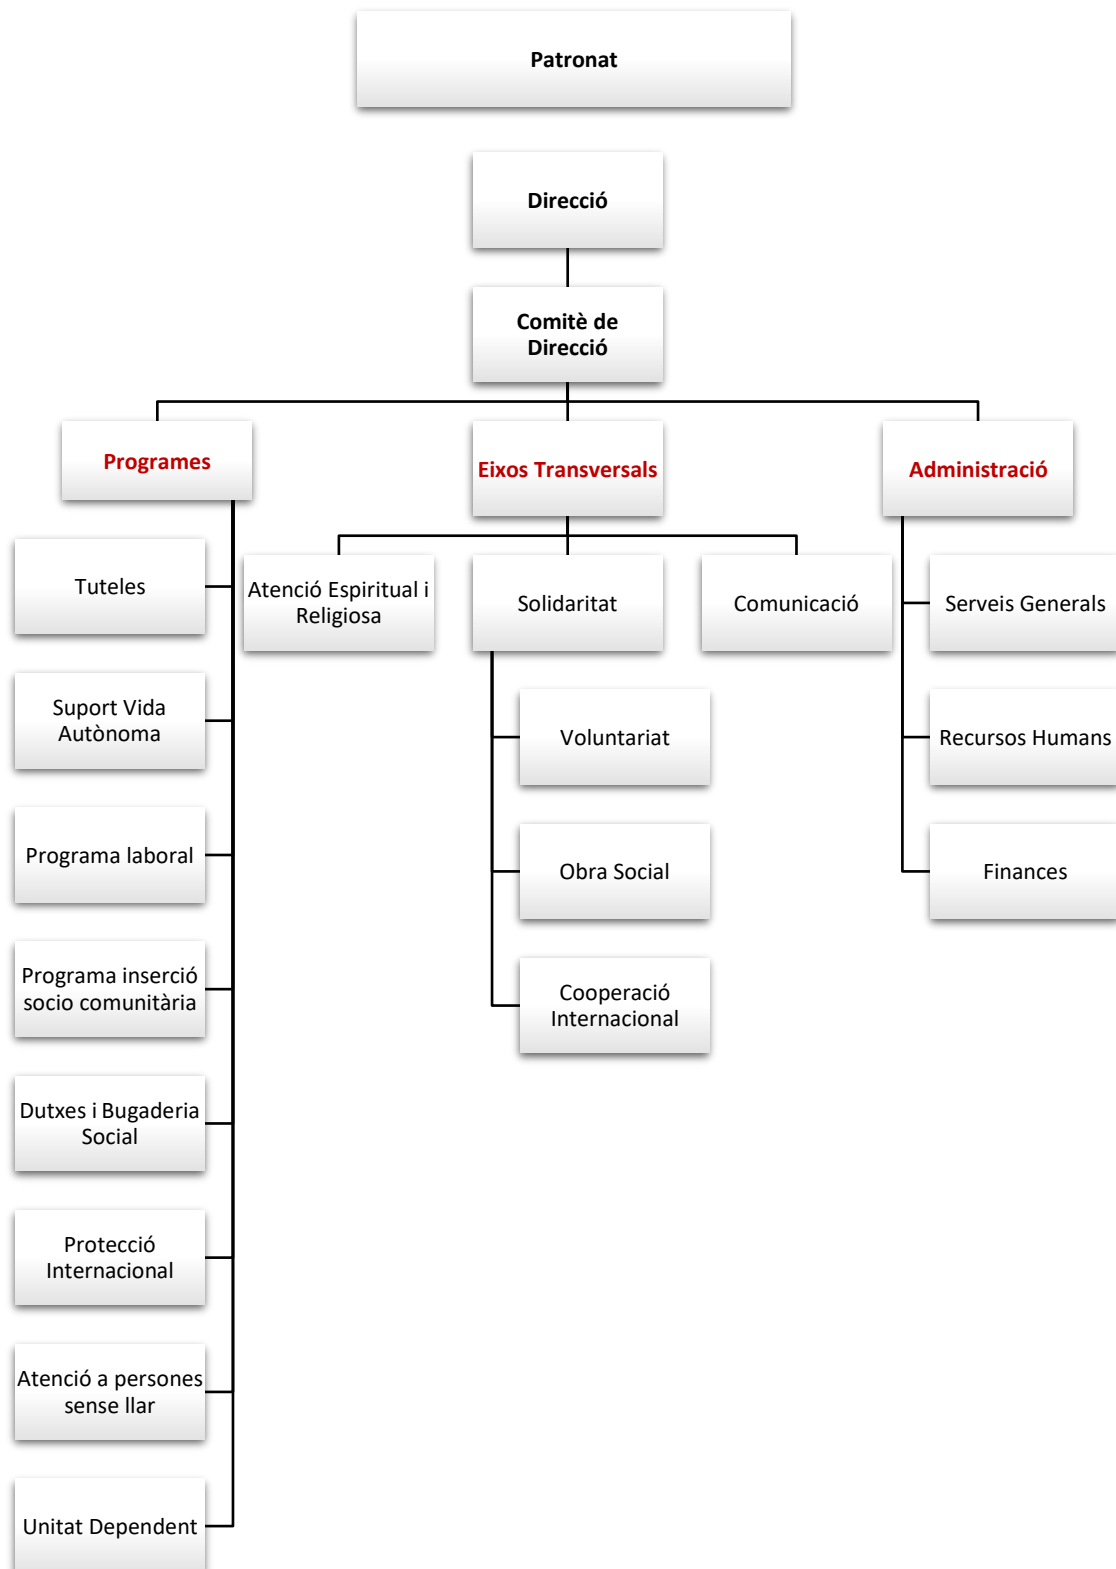 Patronat
Direcció
Comitè de
Direcció
Programes
Eixos Transversals
Administració
Tuteles
Suport Vida
Autònoma
Programa laboral
Programa inserció
socio comunitària
Dutxes i Bugaderia
Social
Protecció
Internacional
Atenció a persones
sense llar
Unitat Dependent
Atenció Espiritual i
Religiosa
Solidaritat
Voluntariat
Obra Social
Cooperació
Internacional
Comunicació
Serveis Generals
Recursos Humans
Finances